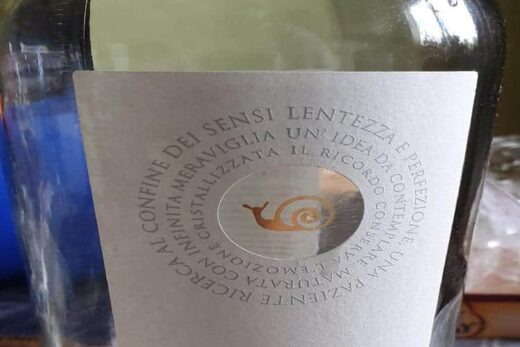 LENTEZZA E PERFEZIONE, UNA PAZIENTE RICERCA AL CONFINE DEI SENSI
UN'IDEA DA CONTEMPLARE, MATURATA CON INFINITA MERAVIGLIA
IL RICORDO CONSERVA L'EMOZIONE CRISTALLIZZATA